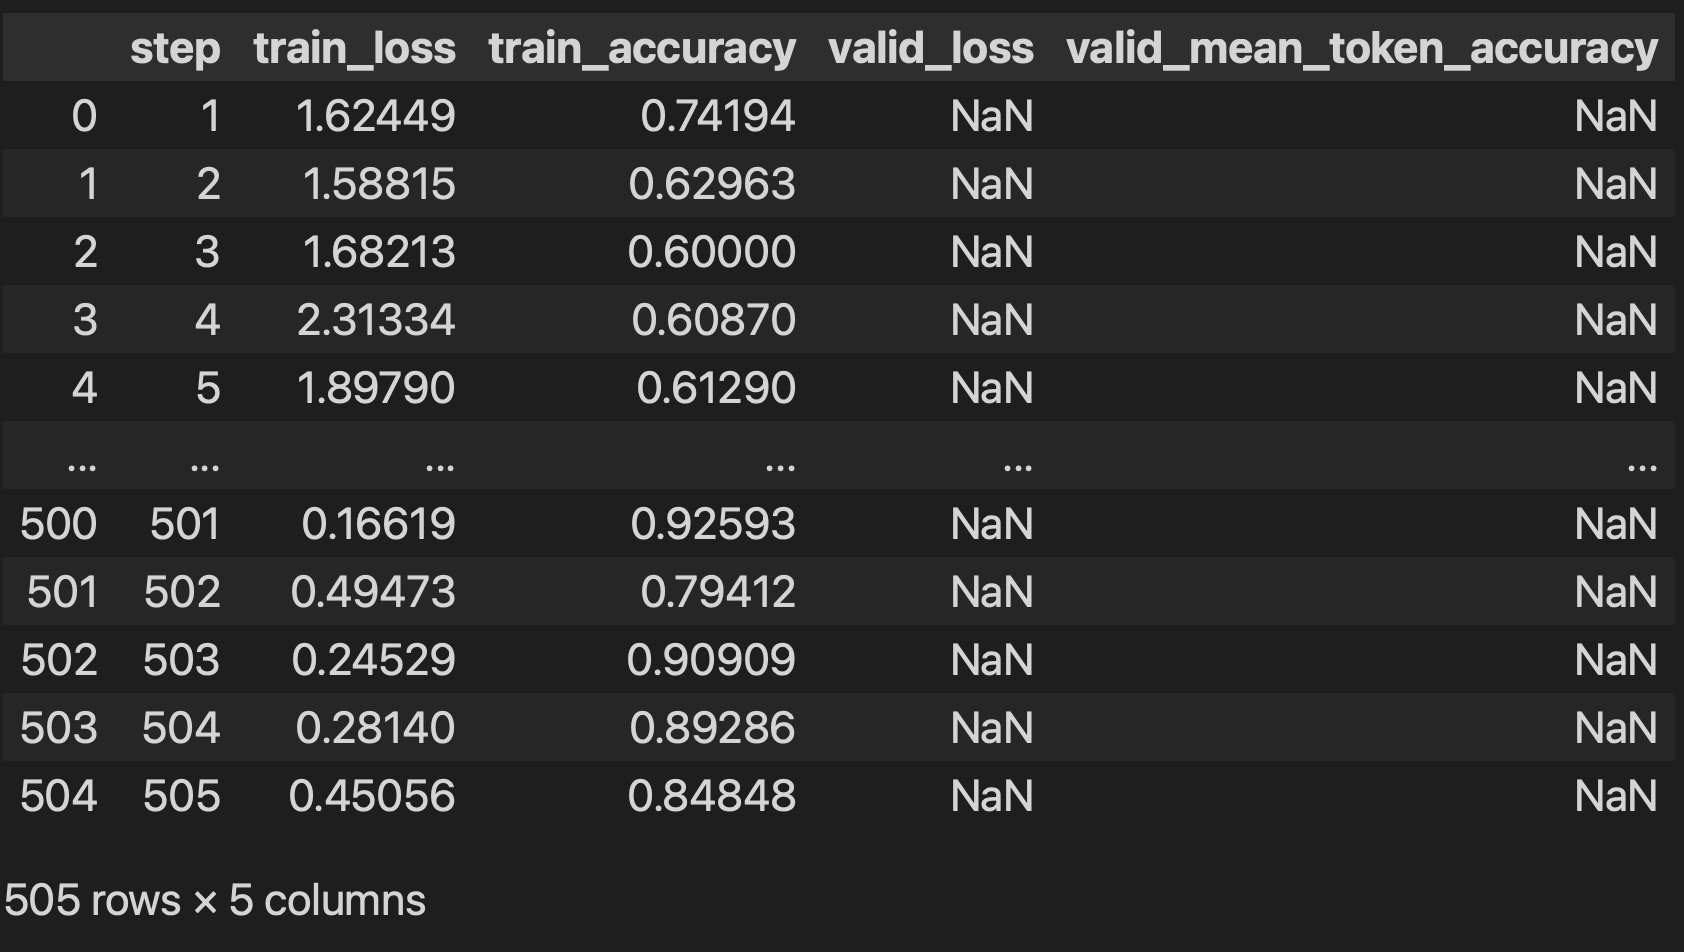 step train_loss train_accuracy valid_loss valid_mean_token_accuracy
0 1 1.62449 0.74194 NaN NaN
1 2 1.58815 0.62963 NaN NaN
2 3 1.68213 0.60000 NaN NaN
3 4 2.31334 0.60870 NaN NaN
4 5 1.89790 0.61290 NaN NaN
... ... ... ... ... ...
500 501 0.16619 0.92593 NaN NaN
501 502 0.49473 0.79412 NaN NaN
502 503 0.24529 0.90909 NaN NaN
503 504 0.28140 0.89286 NaN NaN
504 505 0.45056 0.84848 NaN NaN
505 rows × 5 columns